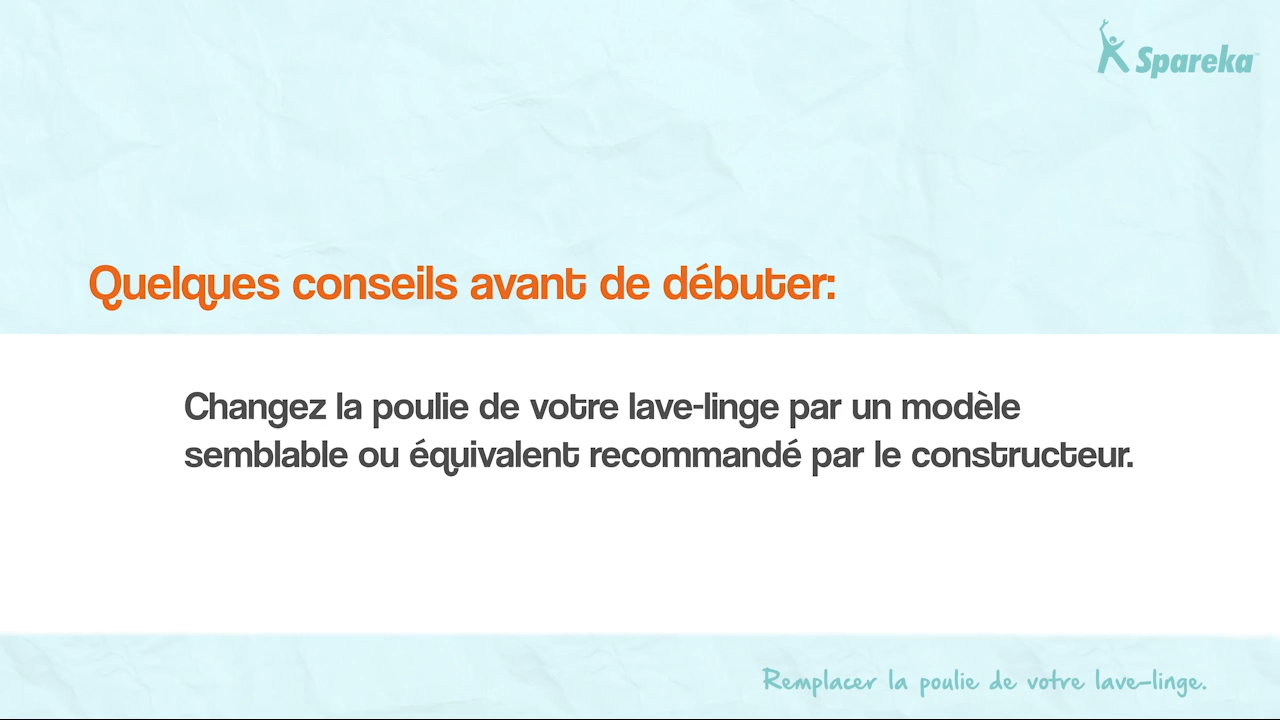 Spareka
Quelques conseils avant de débuter:
Changez la poulie de votre lave-linge par un modèle
semblable ou équivalent recommandé par le constructeur.
Remplacer la poulie de votre lave-linge.